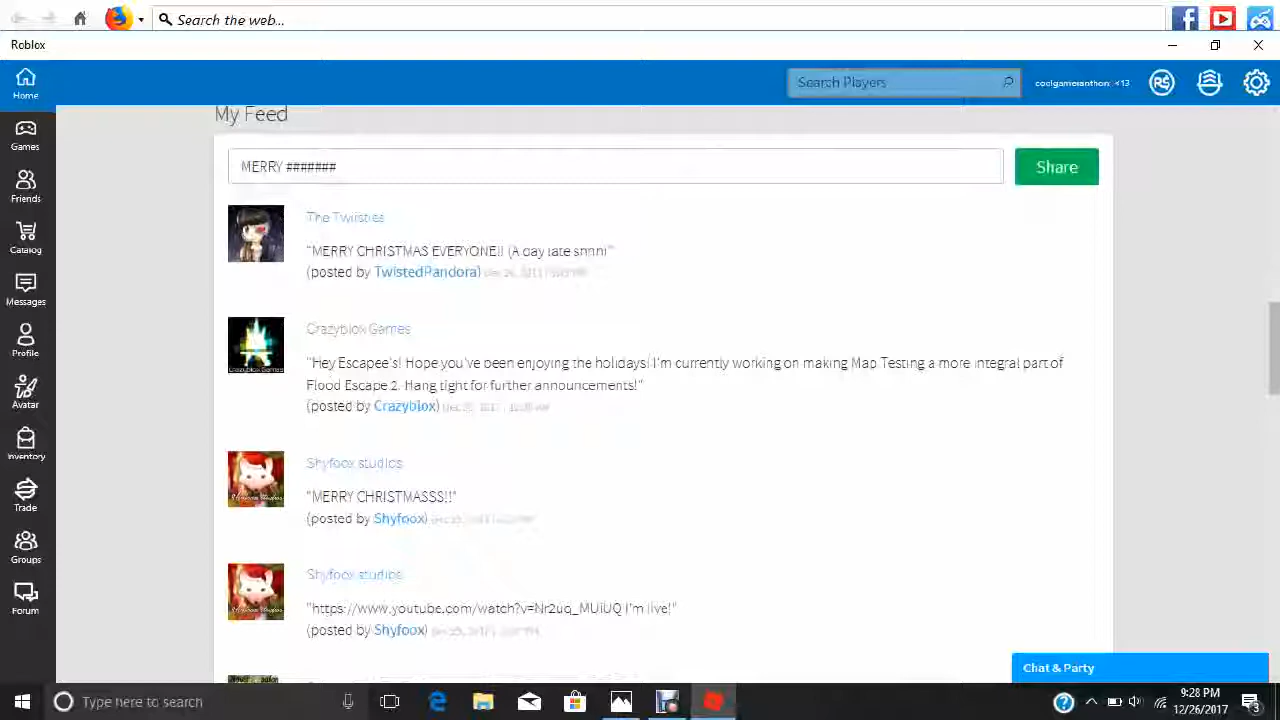 Search the web...
Roblox
Home
Search Players
<13
Games
Friends
Catalog
Messages
Profile
Avatar
Inventory
Trade
Groups
Forum
My Feed
MERRY #######
Share
The Twiisties
"MERRY CHRISTMAS EVERYONE!! (A day late
(posted by TwistedPandora)
Crazyblox Games
"Hey Escapee's! Hope you've been enjoying the holidays! I'm currently working on making Map Testing a more integral part of
Flood Escape 2. Hang tight for further announcements!"
(posted by Crazyblox)
Shyfoox studios
"MERRY CHRISTMASSS!!"
(posted by Shyfoox)
Shyfoox studios
"https://www.youtube.com/watch?v=Nr2uq_MUiUQ I'm live!"
(posted by Shyfoox)
Chat & Party
Type here to search
9:28 PM
12/26/2017
3